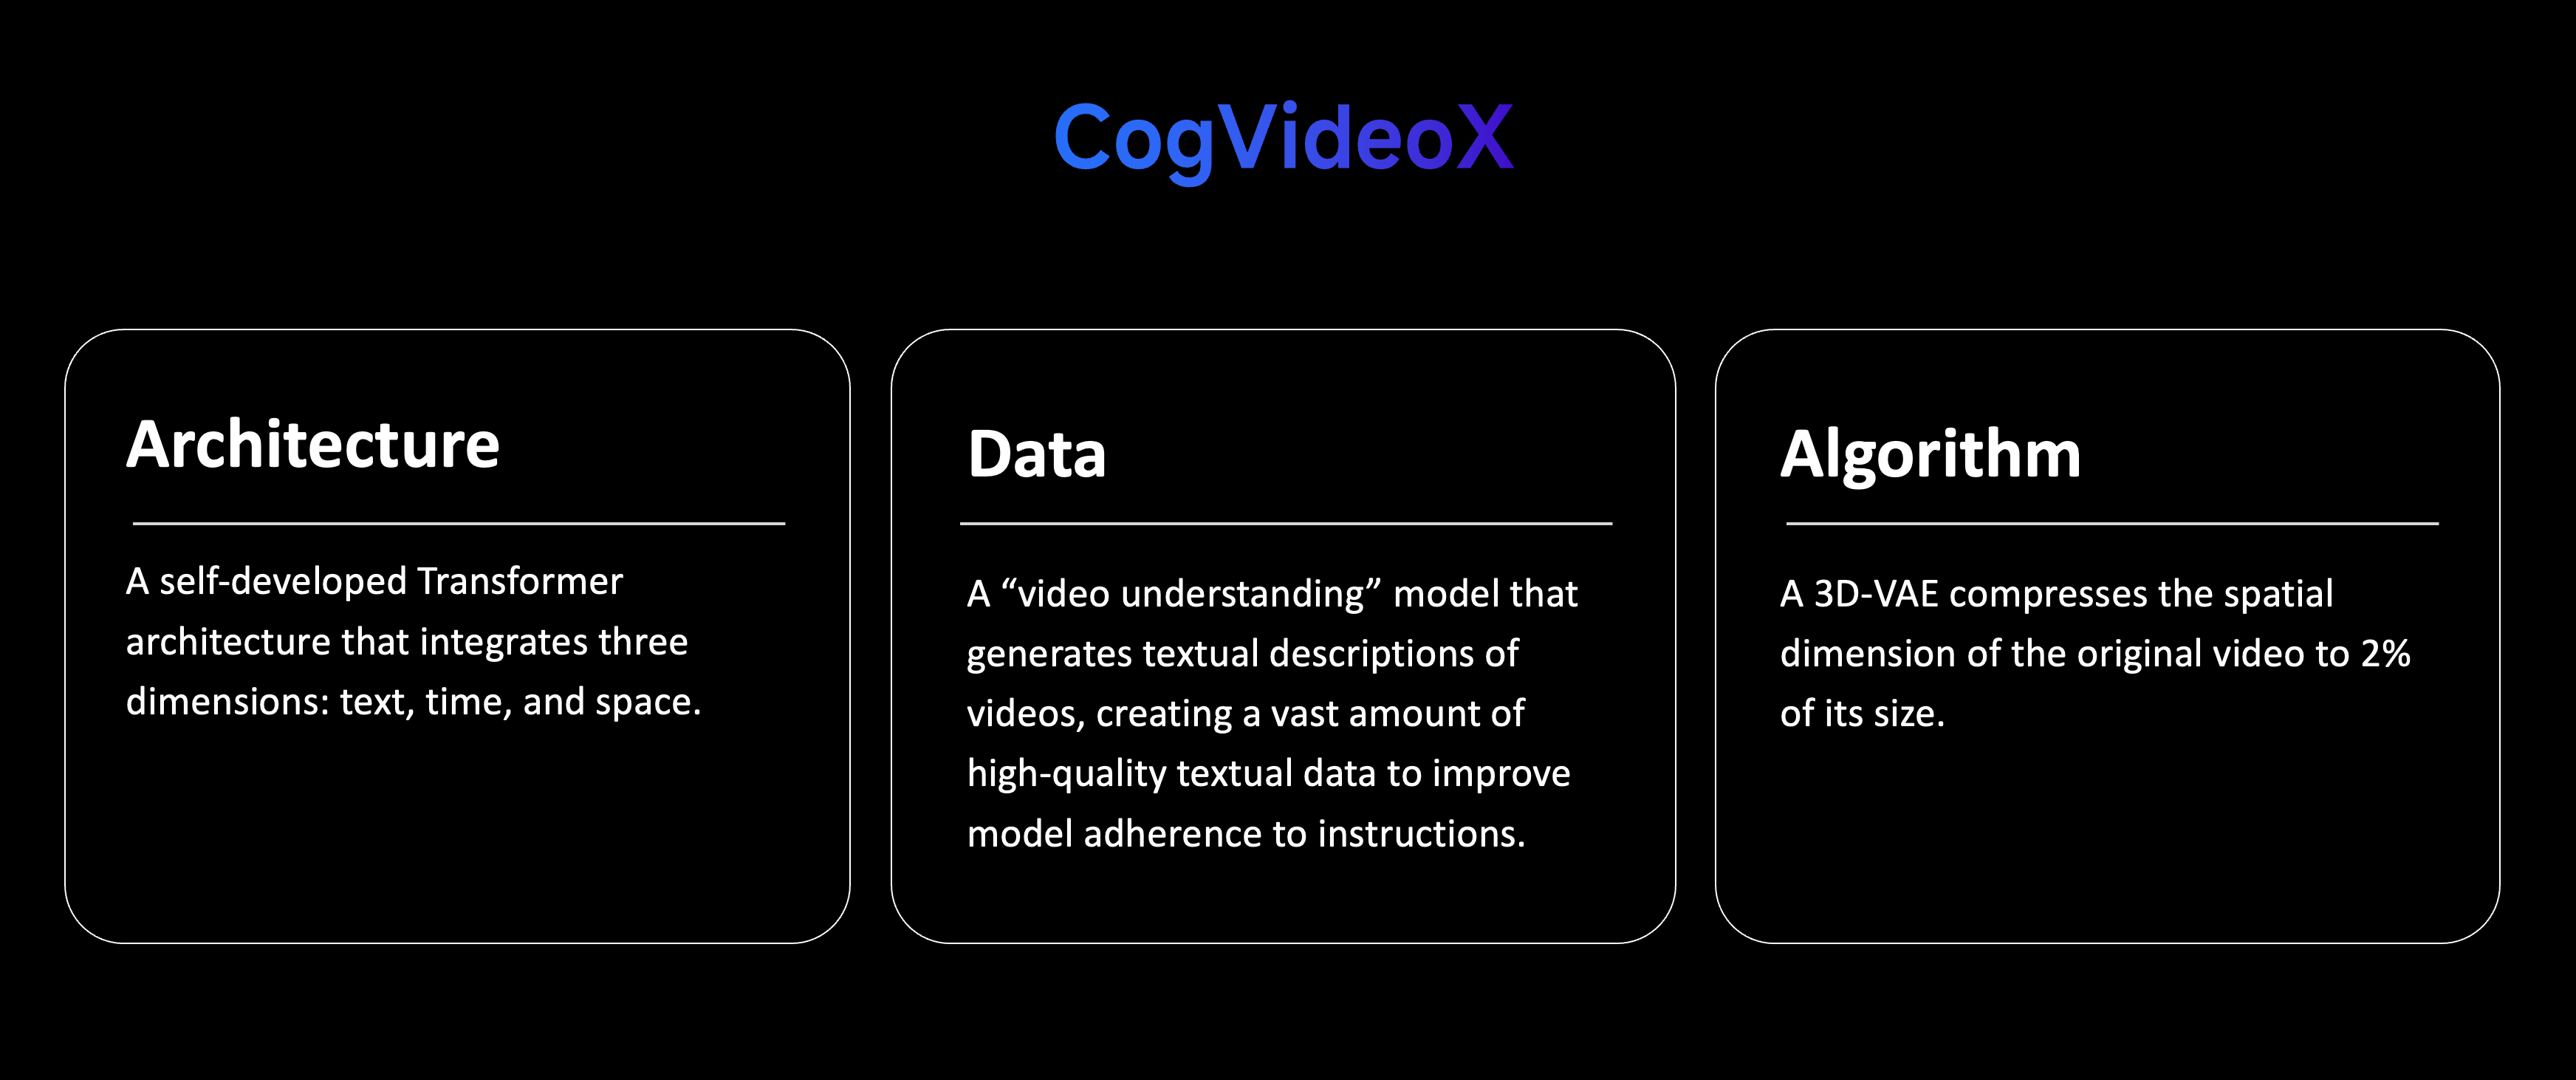 CogVideoX
Architecture
A self-developed Transformer
architecture that integrates three
dimensions: text, time, and space.
Data
A “video understanding” model that
generates textual descriptions of
videos, creating a vast amount of
high-quality textual data to improve
model adherence to instructions.
Algorithm
A 3D-VAE compresses the spatial
dimension of the original video to 2%
of its size.